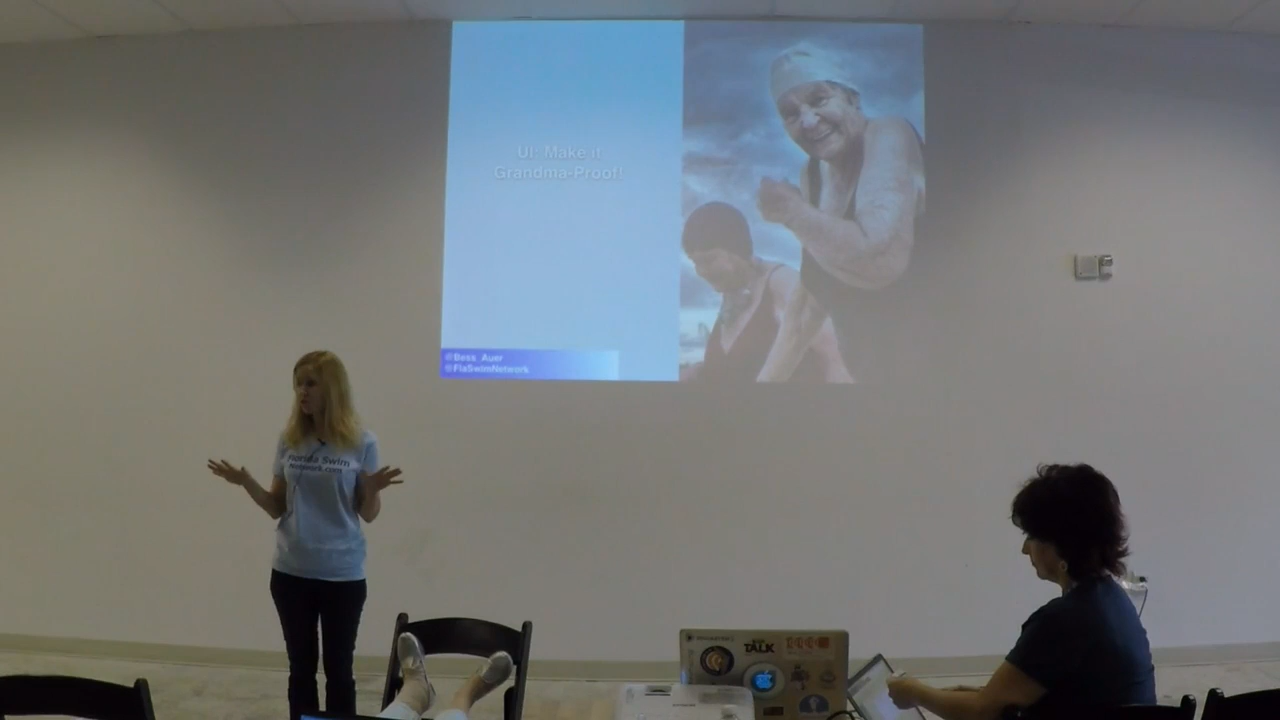 UI: Make it
Grandma-Proof!
@Bess_Auer
@FlaSwimNetwork
Florida Swim
Network.com
TALK